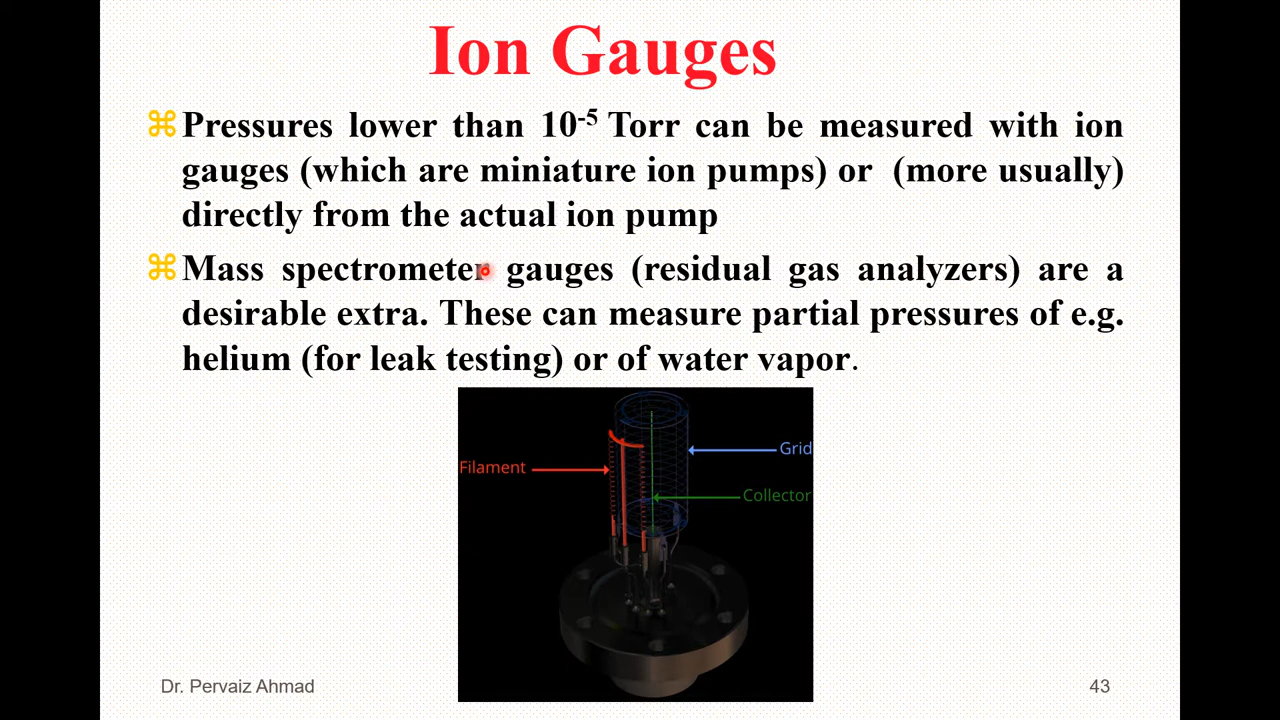 Ion Gauges
⌘Pressures lower than 10⁻⁵ Torr can be measured with ion
gauges (which are miniature ion pumps) or (more usually)
directly from the actual ion pump
⌘Mass spectrometer gauges (residual gas analyzers) are a
desirable extra. These can measure partial pressures of e.g.
helium (for leak testing) or of water vapor.
Grid
Filament
Collector
Dr. Pervaiz Ahmad
43